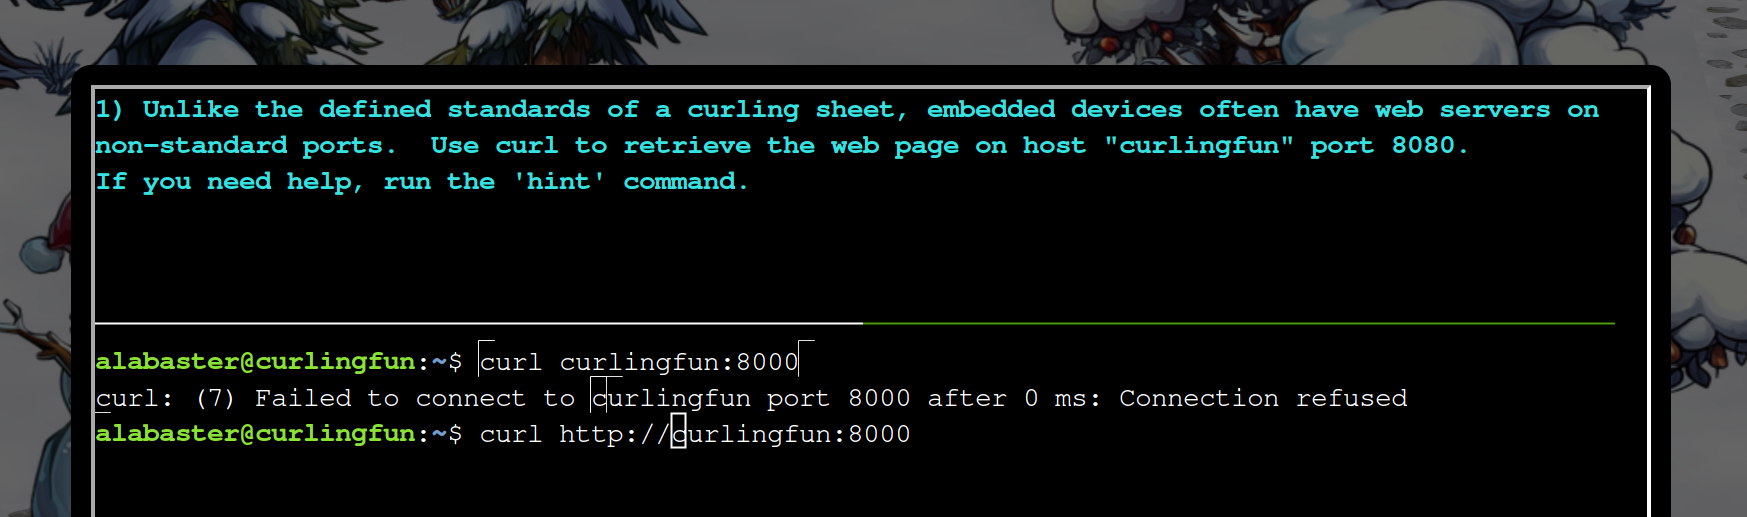 1) Unlike the defined standards of a curling sheet, embedded devices often have web servers on
non-standard ports.  Use curl to retrieve the web page on host "curlingfun" port 8080.
If you need help, run the 'hint' command.
alabaster@curlingfun:~$ curl curlingfun:8000
curl: (7) Failed to connect to curlingfun port 8000 after 0 ms: Connection refused
alabaster@curlingfun:~$ curl http://curlingfun:8000